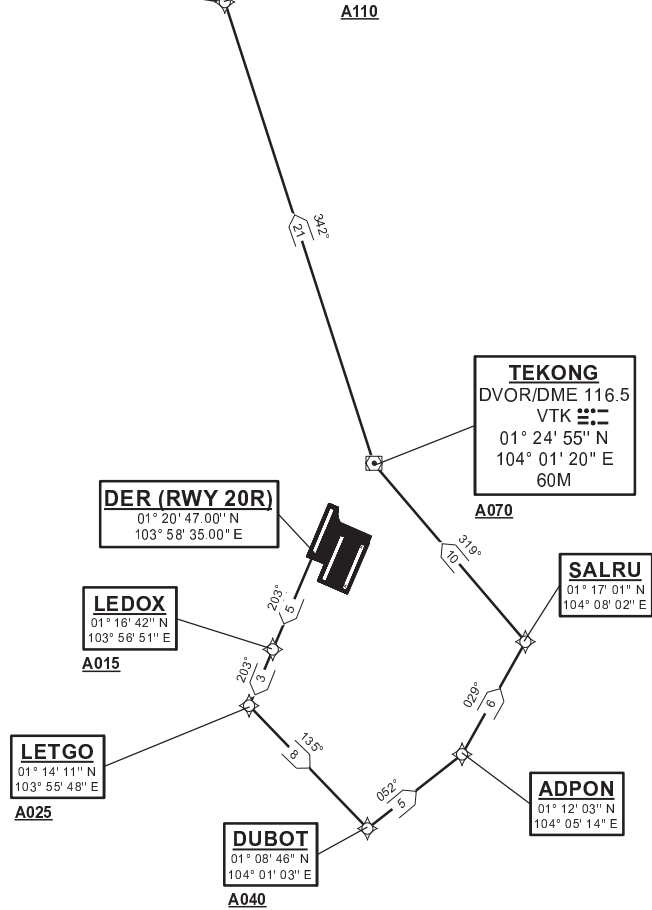 A110
342°
21
TEKONG
DVOR/DME 116.5
VTK
01° 24' 55'' N
104° 01' 20" E
60M
A070
DER (RWY 20R)
01° 20' 47.00'' N
103° 58' 35.00" E
319°
10
SALRU
01° 17' 01" N
104° 08' 02" E
203°
5
LEDOX
01° 16' 42'' N
103° 56' 51'' E
A015
203°
3
029°
6
LETGO
01° 14' 11'' N
103° 55' 48'' E
A025
135°
8
052°
5
ADPON
01° 12' 03'' N
104° 05' 14" E
DUBOT
01° 08' 46" N
104° 01' 03'' E
A040